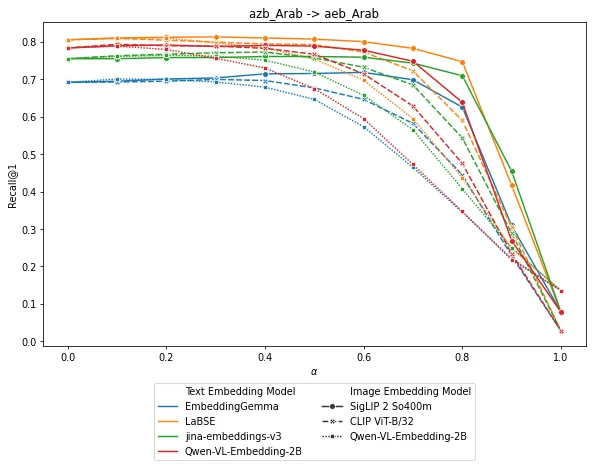 azb_Arab -> aeb_Arab
Recall@1
0.8
0.7
0.6
0.5
0.4
0.3
0.2
0.1
0.0
0.0 0.2 0.4 0.6 0.8 1.0
α
Text Embedding Model
EmbeddingGemma
LaBSE
jina-embeddings-v3
Qwen-VL-Embedding-2B
Image Embedding Model
SigLIP 2 So400m
CLIP ViT-B/32
Qwen-VL-Embedding-2B